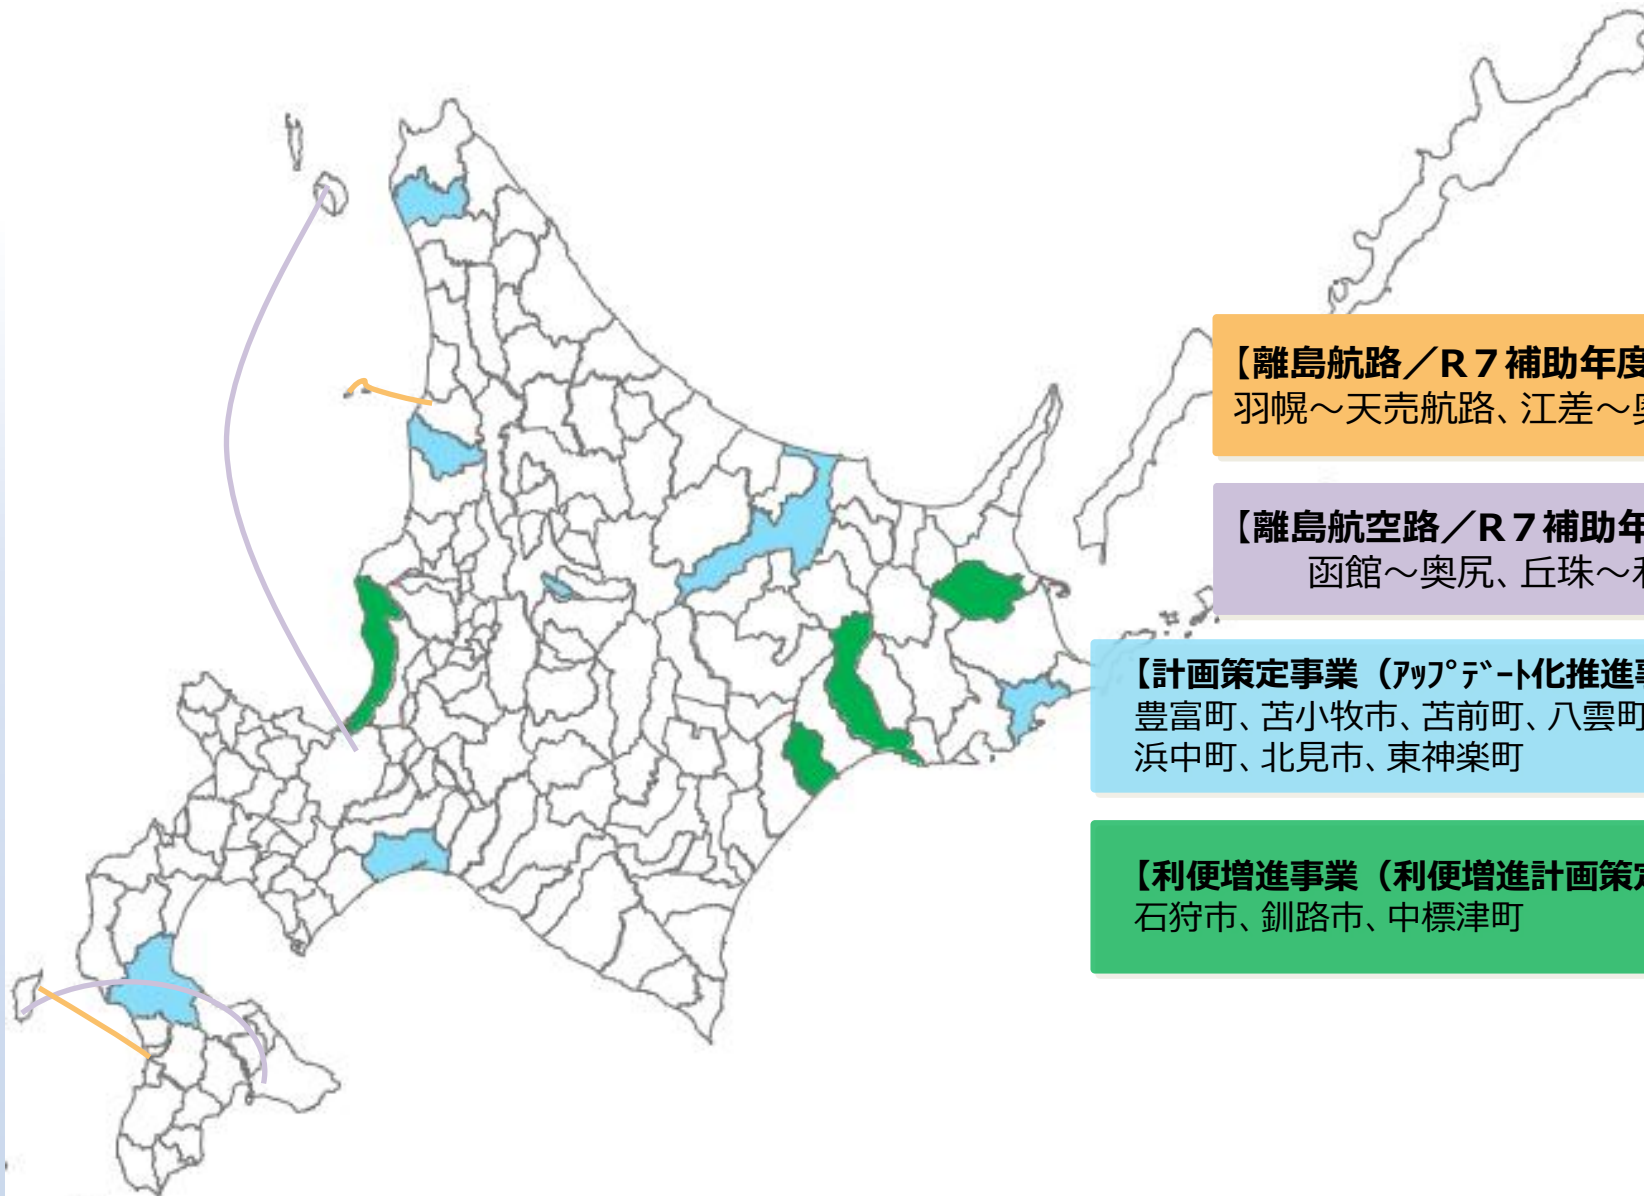 【離島航路／Ｒ７補助年度
羽幌～天売航路、江差～奥
【離島航空路／Ｒ７補助年
函館～奥尻、丘珠～利
【計画策定事業（ｱｯﾌﾟﾃﾞｰﾄ化推進事
豊富町、苫小牧市、苫前町、八雲町
浜中町、北見市、東神楽町
【利便増進事業（利便増進計画策定
石狩市、釧路市、中標津町